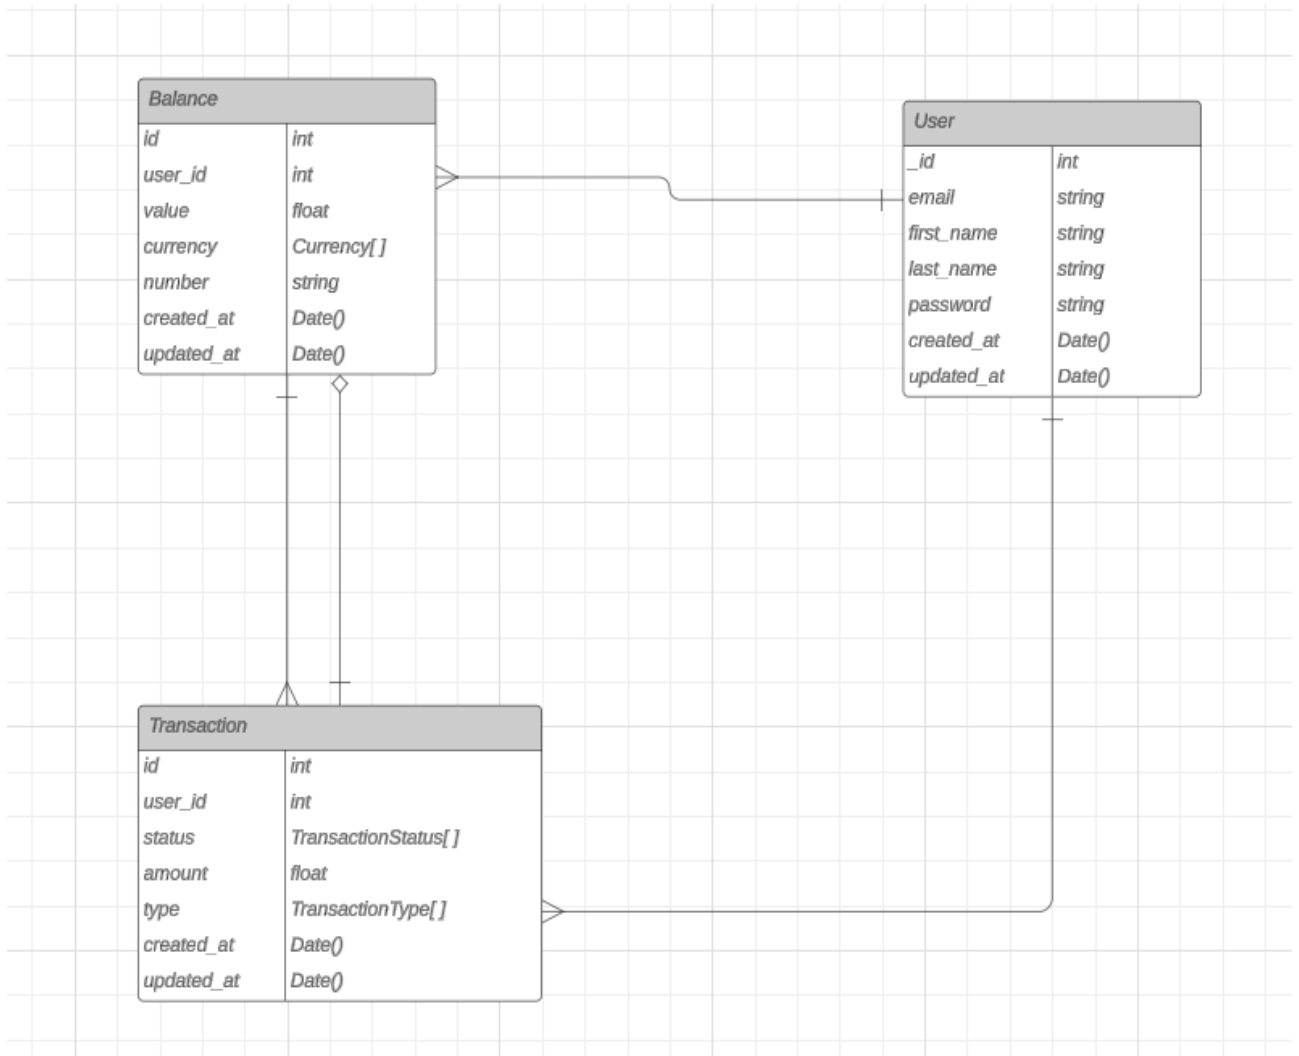 Balance
id int
user_id int
value float
currency Currency[ ]
number string
created_at Date()
updated_at Date()
User
_id int
email string
first_name string
last_name string
password string
created_at Date()
updated_at Date()
Transaction
id int
user_id int
status TransactionStatus[ ]
amount float
type TransactionType[ ]
created_at Date()
updated_at Date()